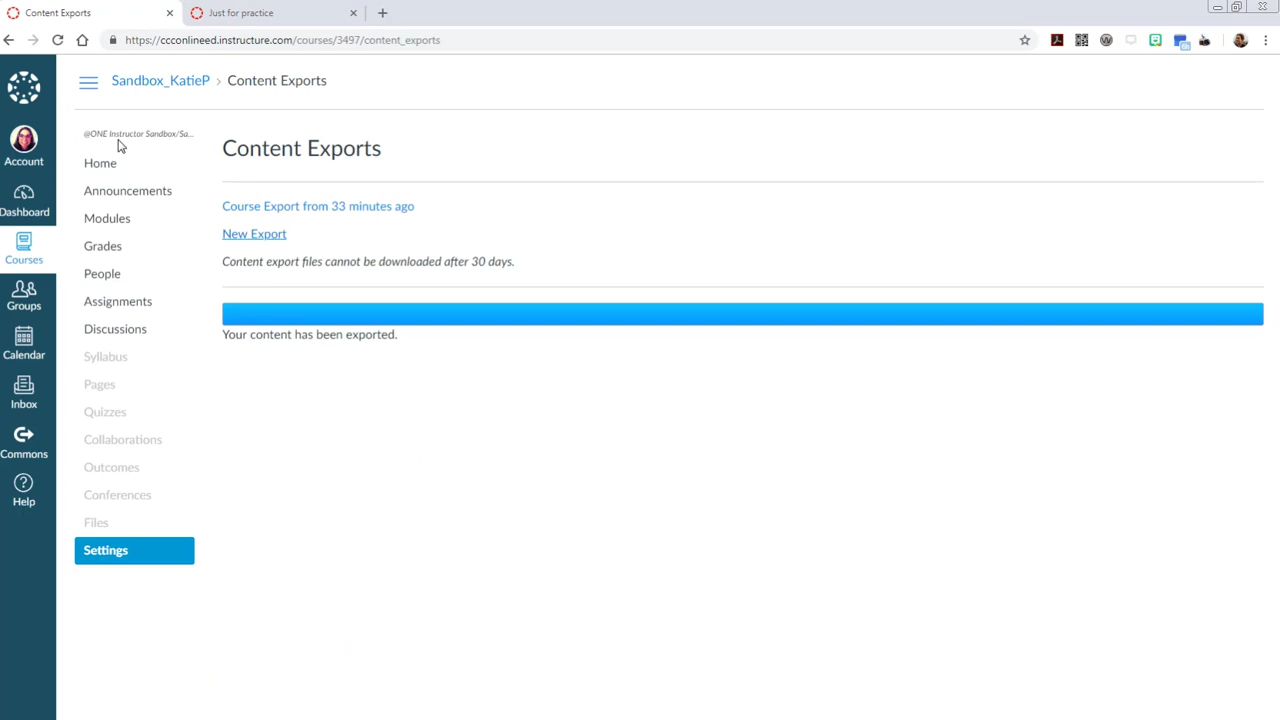 Content Exports
Just for practice
https://ccconlineed.instructure.com/courses/3497/content_exports
Sandbox_KatieP > Content Exports
Account
Dashboard
Courses
Groups
Calendar
Inbox
Commons
Help
@ONE Instructor Sandbox/Sa...
Home
Announcements
Modules
Grades
People
Assignments
Discussions
Syllabus
Pages
Quizzes
Collaborations
Outcomes
Conferences
Files
Settings
Content Exports
Course Export from 33 minutes ago
New Export
Content export files cannot be downloaded after 30 days.
Your content has been exported.